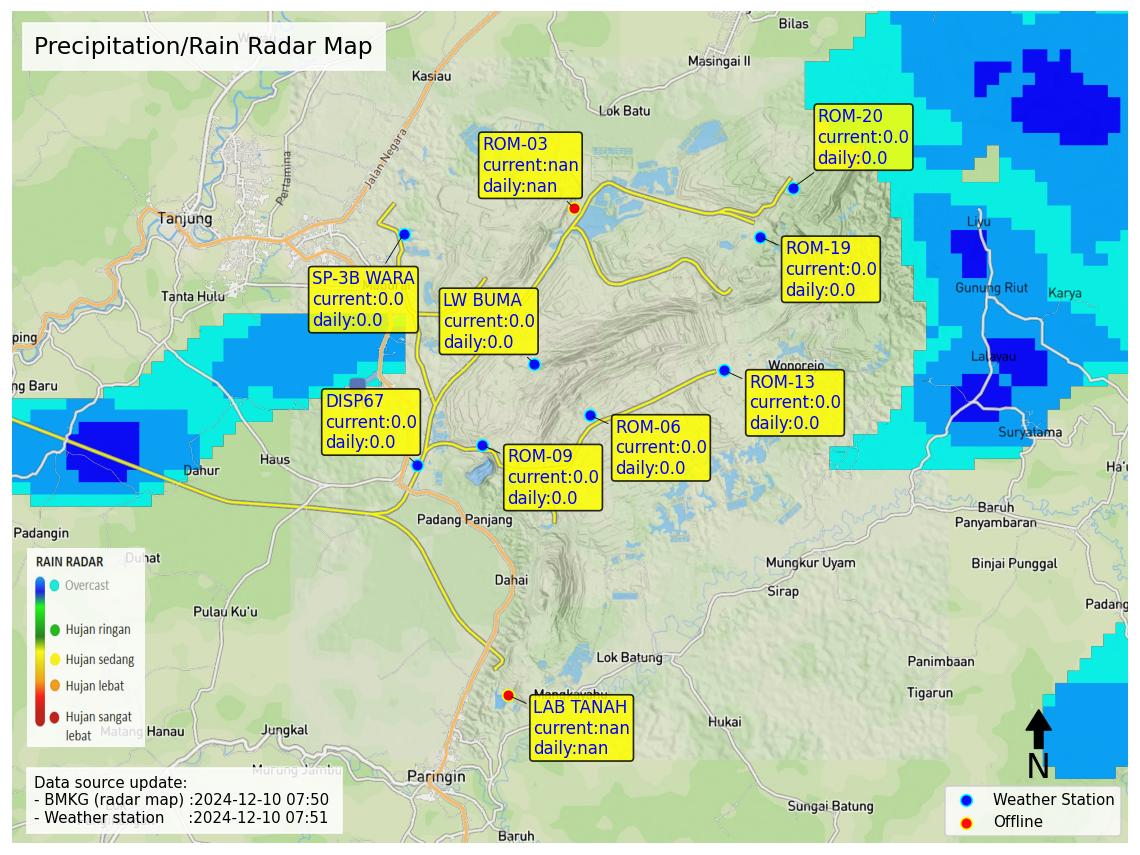 Precipitation/Rain Radar Map
Bilas
Masingai II
Kasiau
Lok Batu
Jalan Negara
Pertamina
Tanjung
Tanta Hulu
ROM-20
current:0.0
daily:0.0
ROM-03
current:nan
daily:nan
ROM-19
current:0.0
daily:0.0
SP-3B WARA
current:0.0
daily:0.0
LW BUMA
current:0.0
daily:0.0
Liyu
Gunung Riut
Karya
Lalayau
Suryatama
Wonorejo
ping
ng Baru
ROM-13
current:0.0
daily:0.0
DISP67
current:0.0
daily:0.0
ROM-06
current:0.0
daily:0.0
ROM-09
current:0.0
daily:0.0
Haus
Dahur
Ha'u
Padangin
Padang Panjang
Baruh
Panyambaran
Duhat
Dahai
Mungkur Uyam
Binjai Punggal
Sirap
Padang
Pulau Ku'u
RAIN RADAR
Overcast
Hujan ringan
Hujan sedang
Hujan lebat
Hujan sangat
lebat
Lok Batung
Panimbaan
Tigarun
Mangkayahu
LAB TANAH
current:nan
daily:nan
Hukai
Matang Hanau
Jungkal
Murung Jambu
Paringin
Sungai Batung
Baruh
N
Data source update:
- BMKG (radar map) :2024-12-10 07:50
- Weather station :2024-12-10 07:51
Weather Station
Offline